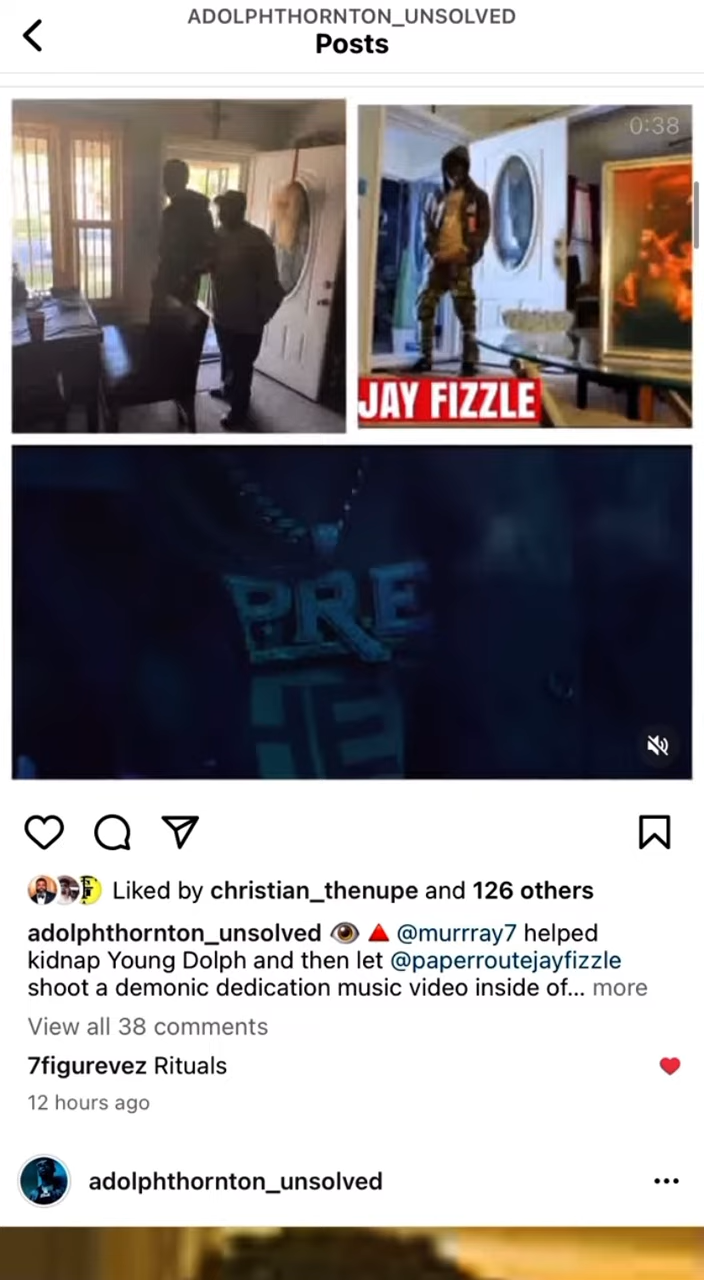 ADOLPHTHORNTON_UNSOLVED
Posts
0:38
JAY FIZZLE
PRE
Liked by christian_thenupe and 126 others
adolphthornton_unsolved 👁️ 🔺 @murrray7 helped
kidnap Young Dolph and then let @paperroutejayfizzle
shoot a demonic dedication music video inside of... more
View all 38 comments
7figurevez Rituals
12 hours ago
adolphthornton_unsolved